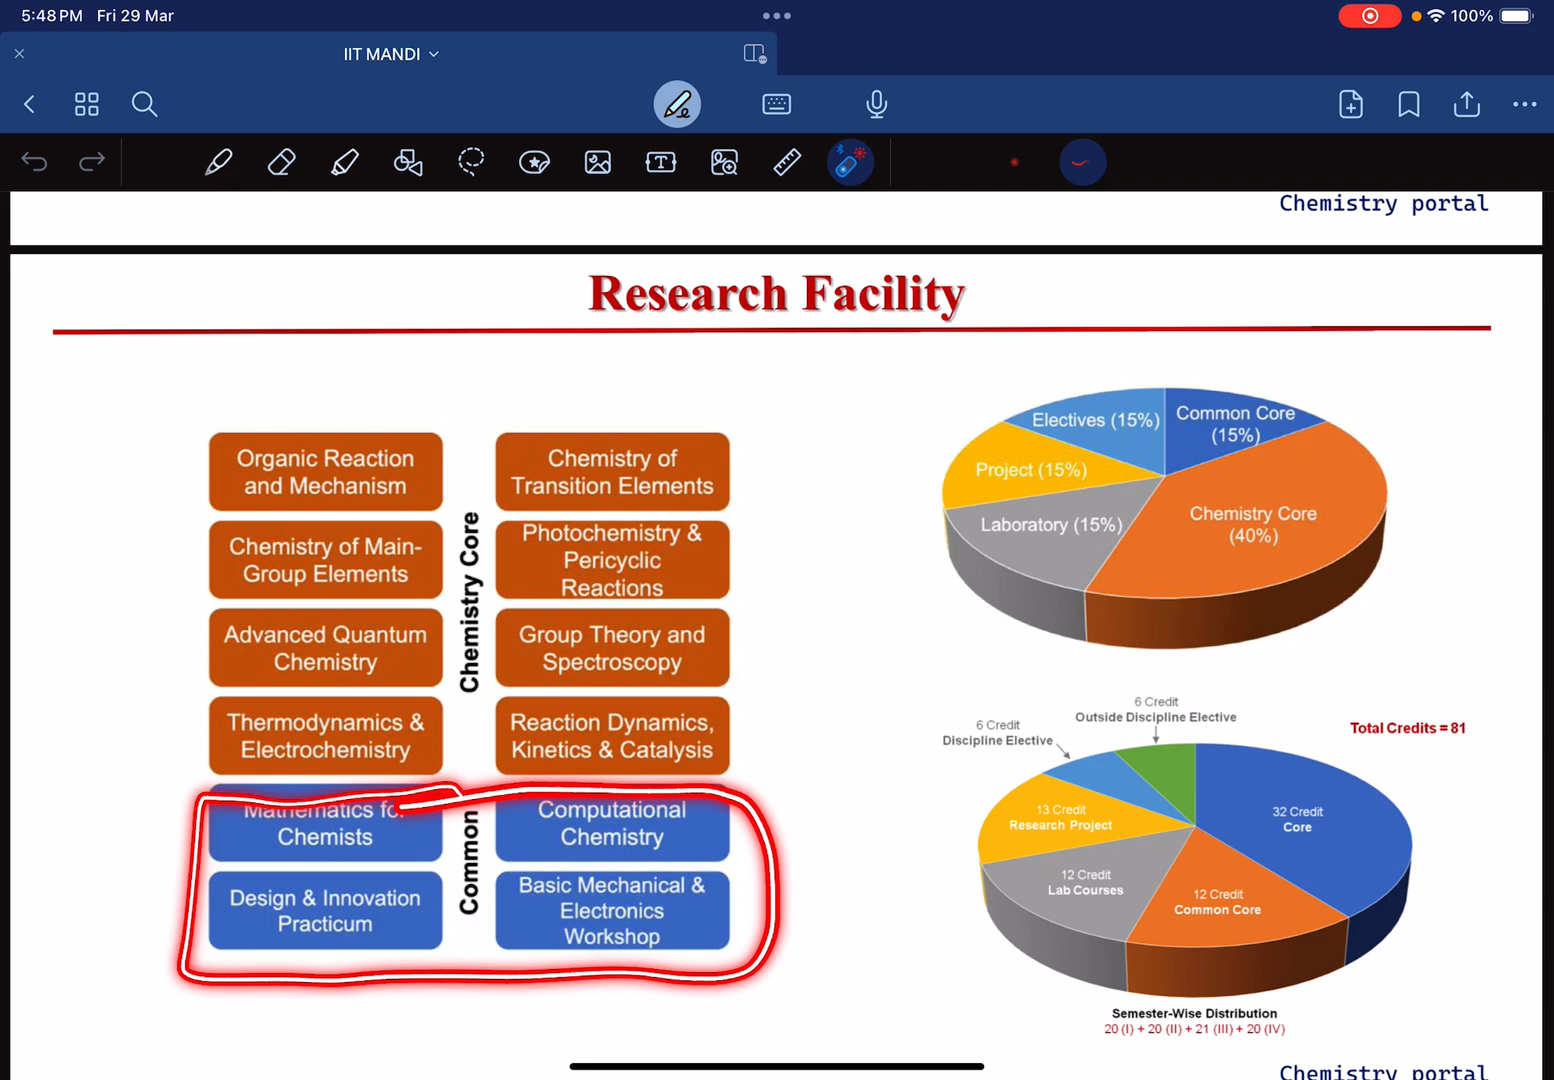 5:48 PM Fri 29 Mar
100%
IIT MANDI
Chemistry portal
Research Facility
Organic Reaction
and Mechanism
Chemistry of
Transition Elements
Chemistry of Main-
Group Elements
Photochemistry &
Pericyclic
Reactions
Advanced Quantum
Chemistry
Group Theory and
Spectroscopy
Thermodynamics &
Electrochemistry
Reaction Dynamics,
Kinetics & Catalysis
Chemistry Core
Mathematics for
Chemists
Computational
Chemistry
Design & Innovation
Practicum
Basic Mechanical &
Electronics
Workshop
Common
Electives (15%)
Common Core
(15%)
Project (15%)
Laboratory (15%)
Chemistry Core
(40%)
6 Credit
Outside Discipline Elective
6 Credit
Discipline Elective
Total Credits = 81
13 Credit
Research Project
32 Credit
Core
12 Credit
Lab Courses
12 Credit
Common Core
Semester-Wise Distribution
20 (I) + 20 (II) + 21 (III) + 20 (IV)
Chemistry portal